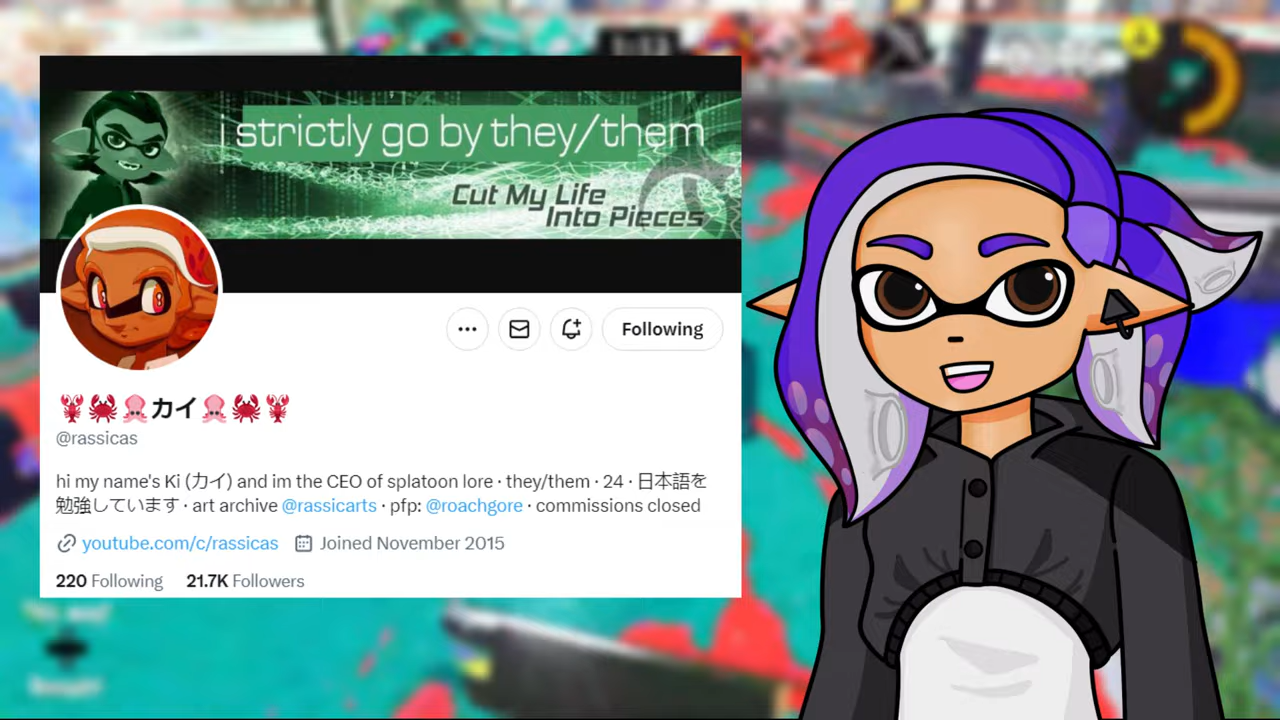 i strictly go by they/them
Cut My Life
Into Pieces
Following
🦞🦀🦑カイ🦑🦀🦞
@rassicas
hi my name's Ki (カイ) and im the CEO of splatoon lore · they/them · 24 · 日本語を
勉強しています · art archive @rassicarts · pfp: @roachgore · commissions closed
youtube.com/c/rassicas Joined November 2015
220 Following 21.7K Followers